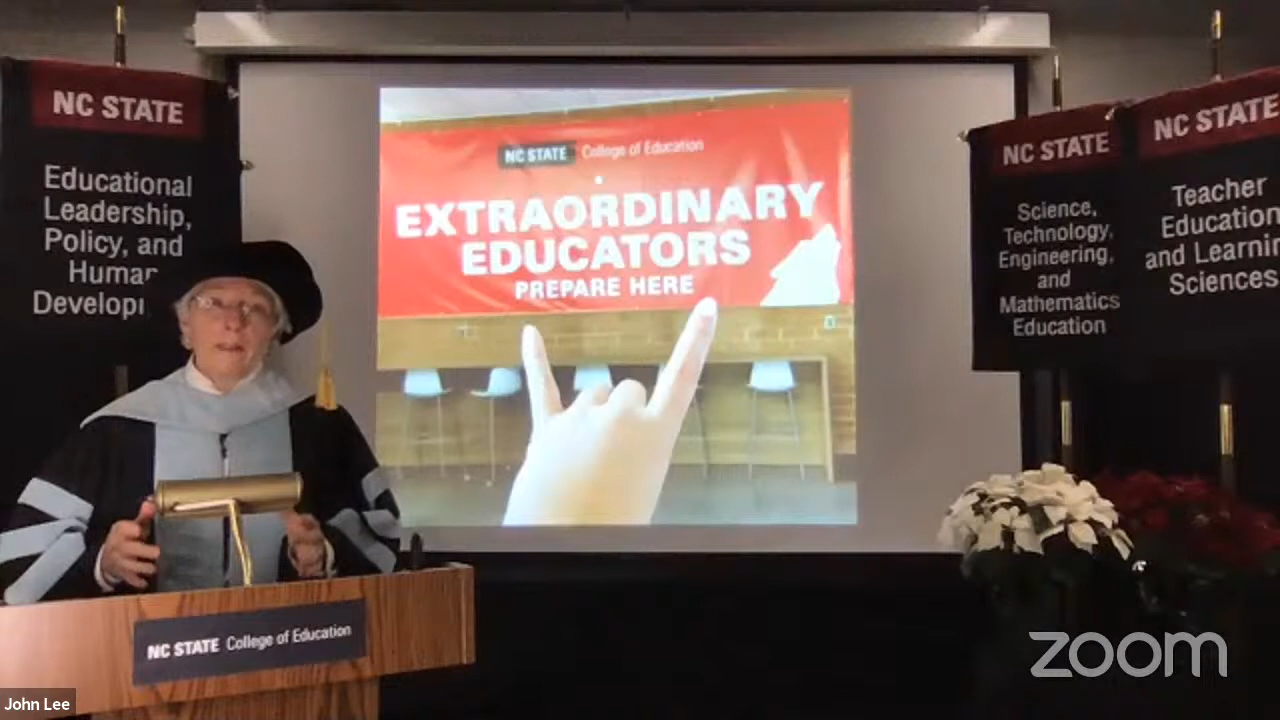 NC STATE
Educational
Leadership,
Policy, and
Human
Develop
NC STATE College of Education
EXTRAORDINARY
EDUCATORS
PREPARE HERE
NC STATE
Science,
Technology,
Engineering,
and
Mathematics
Education
NC STATE
Teacher
Education
and Learnin
Sciences
NC STATE College of Education
John Lee
zoom